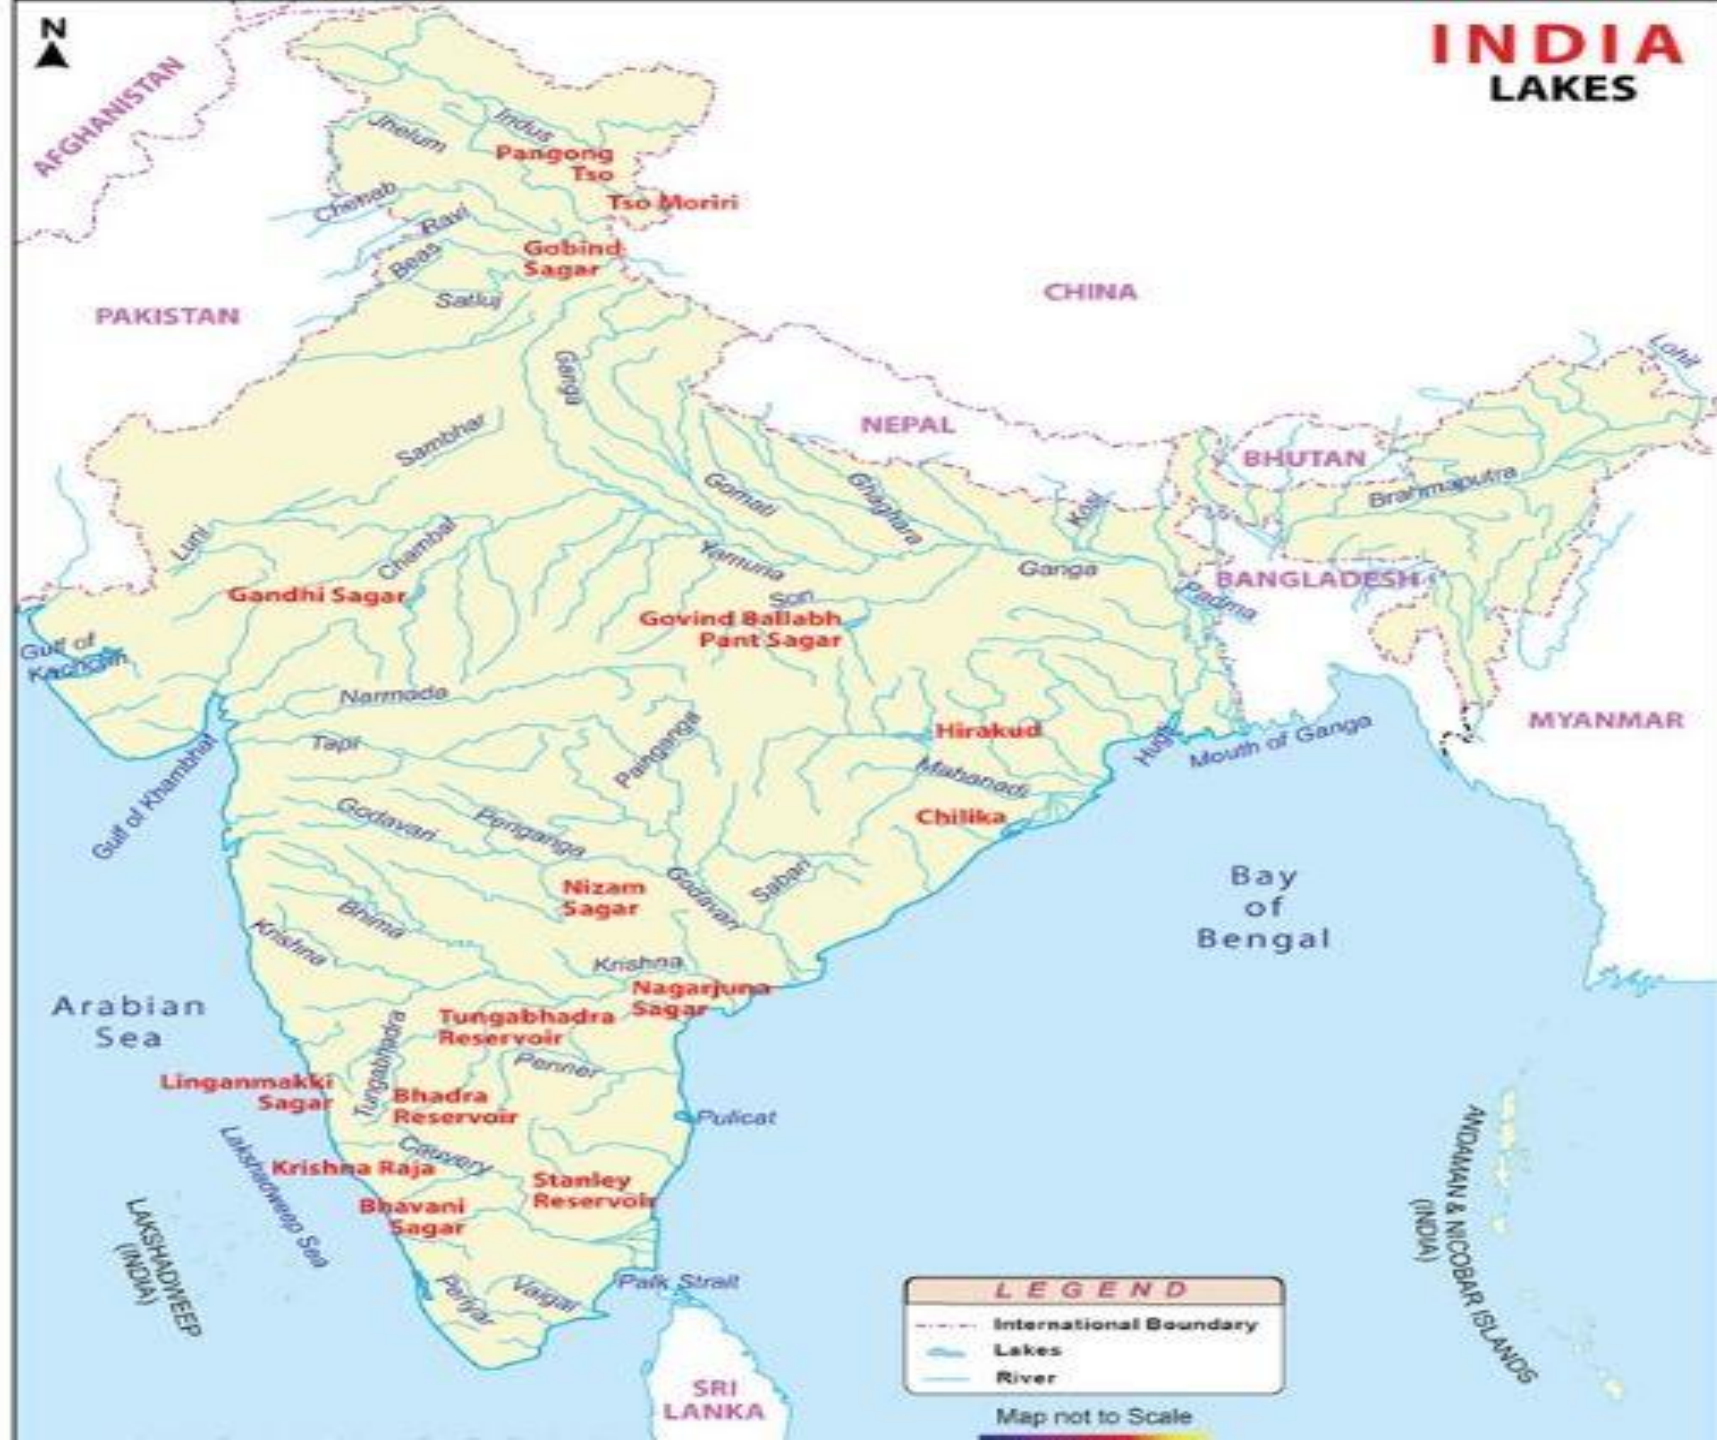 N
INDIA
LAKES
AFGHANISTAN
Jhelum
Indus
Pangong
Tso
Tso Moriri
Chenab
Ravi
Beas
Gobind
Sagar
Satluj
PAKISTAN
CHINA
Lohit
Ganga
NEPAL
Sambhar
BHUTAN
Brahmaputra
Gomati
Ghaghara
Kosi
Luni
Chambal
Yamuna
Ganga
BANGLADESH
Padma
Gandhi Sagar
Son
Govind Ballabh
Pant Sagar
Gulf of
Kachchh
Narmada
Tapi
Painganga
Hirakud
Hugli
Mouth of Ganga
MYANMAR
Mahanadi
Gulf of Khambhat
Godavari
Penganga
Chilika
Nizam
Sagar
Godavari
Sabari
Bay
of
Bengal
Bhima
Krishna
Krishna
Nagarjuna
Sagar
Arabian
Sea
Tungabhadra
Reservoir
Tungabhadra
Penner
Linganmakki
Sagar
Bhadra
Reservoir
Pulicat
Lakshadweep Sea
Cauvery
Krishna Raja
Stanley
Reservoir
Bhavani
Sagar
LAKSHADWEEP
(INDIA)
ANDAMAN & NICOBAR ISLANDS
(INDIA)
Periyar
Vaigai
Palk Strait
LEGEND
International Boundary
Lakes
River
SRI
LANKA
Map not to Scale